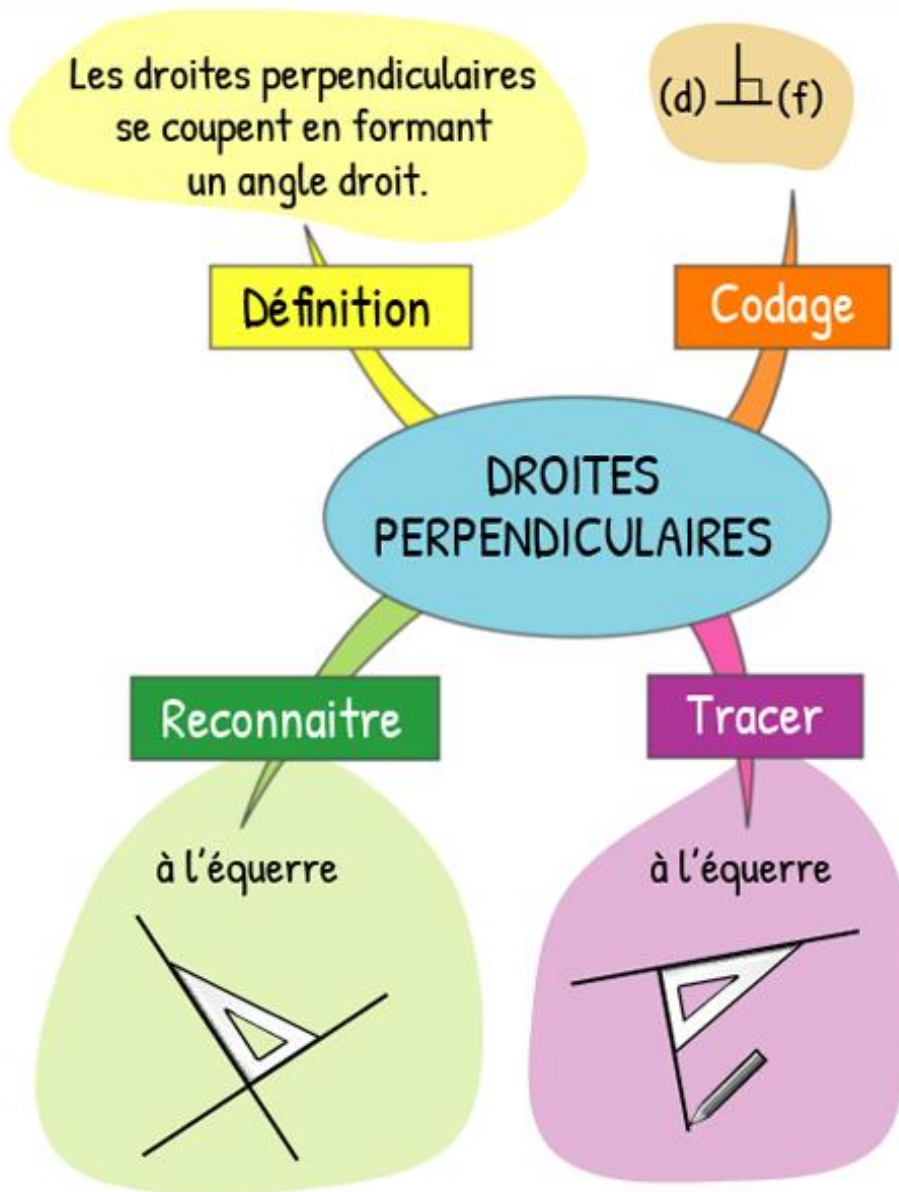 Les droites perpendiculaires
se coupent en formant
un angle droit.
(d) (f)
Définition
Codage
DROITES
PERPENDICULAIRES
Reconnaitre
Tracer
à l'équerre
à l'équerre